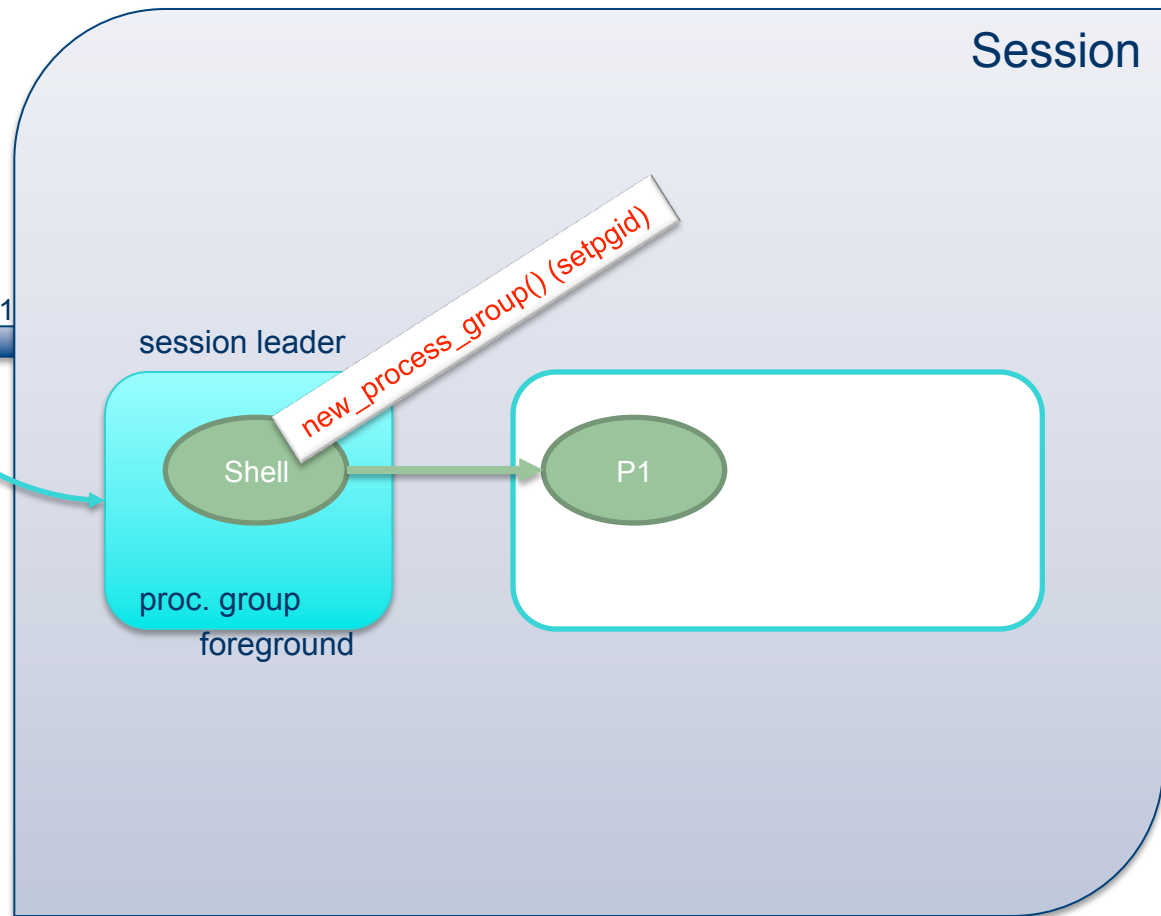 Session
new_process_group() (setpgid)
1
session leader
Shell
P1
proc. group
foreground